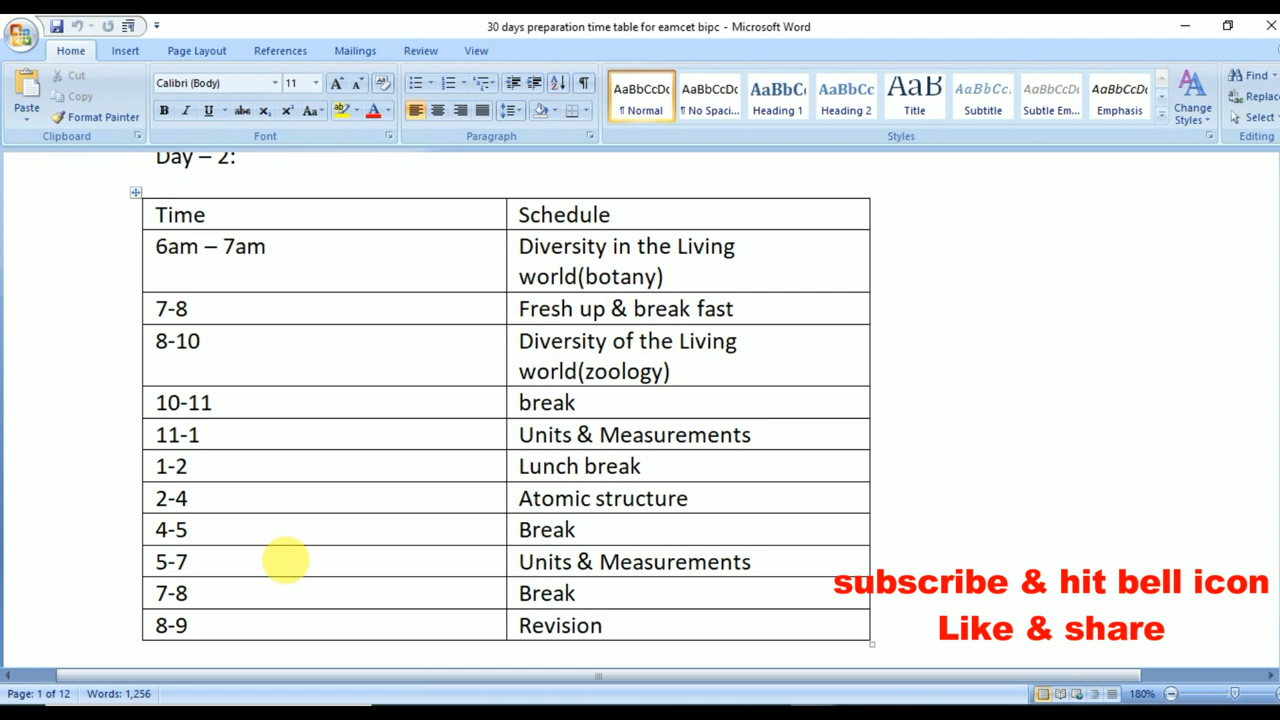 30 days preparation time table for eamcet bipc - Microsoft Word
Home Insert Page Layout References Mailings Review View
Paste
Cut
Copy
Format Painter
Clipboard
Calibri (Body) 11
B I U abc x₂ x² Aa
Font
Paragraph
AaBbCcDc AaBbCcDc AaBbC AaBbCc AaB AaBbCc. AaBbCcDc AaBbCcDc
¶ Normal ¶ No Spaci... Heading 1 Heading 2 Title Subtitle Subtle Em... Emphasis
Change Styles
Styles
Find
Replace
Select
Editing
Day – 2:
Time Schedule
6am – 7am Diversity in the Living
world(botany)
7-8 Fresh up & break fast
8-10 Diversity of the Living
world(zoology)
10-11 break
11-1 Units & Measurements
1-2 Lunch break
2-4 Atomic structure
4-5 Break
5-7 Units & Measurements
7-8 Break
8-9 Revision
subscribe & hit bell icon
Like & share
Page: 1 of 12 Words: 1,256 180%